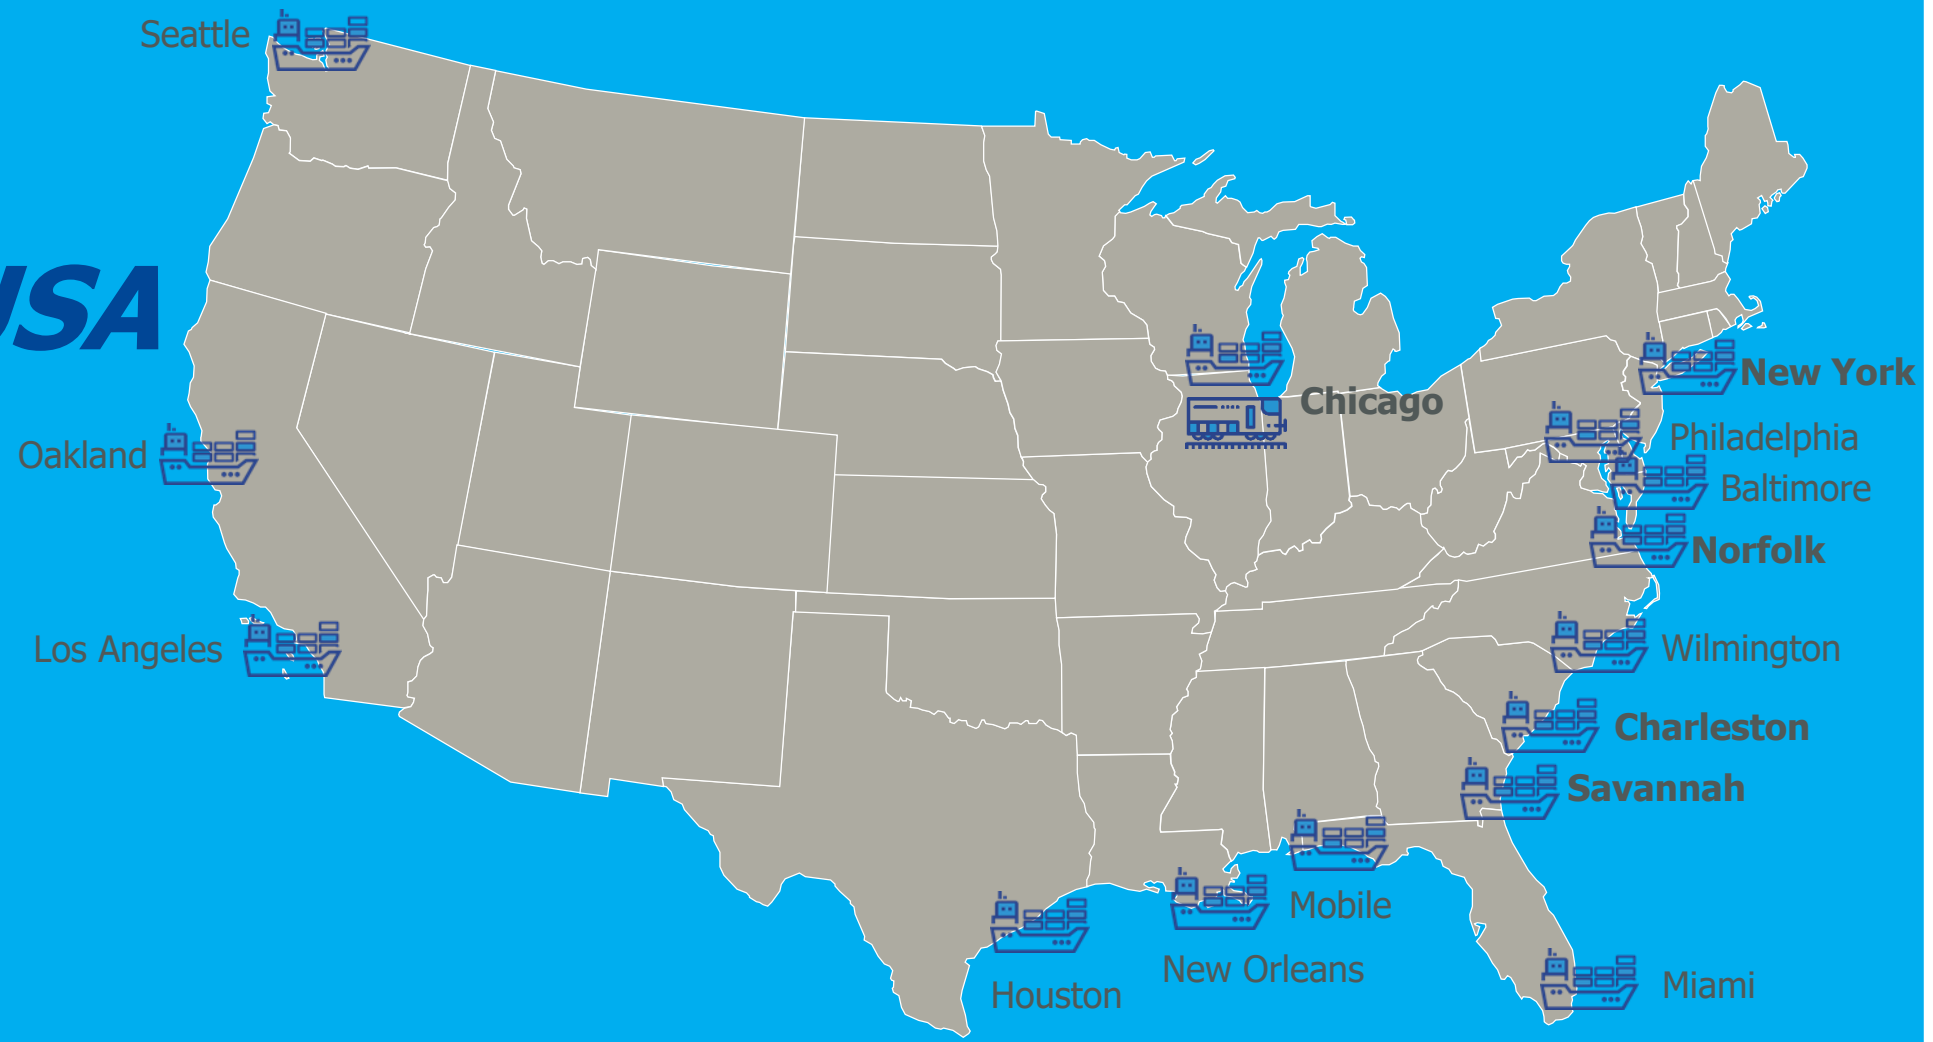 Seattle
USA
New York
Chicago
Philadelphia
Oakland
Baltimore
Norfolk
Los Angeles
Wilmington
Charleston
Savannah
Mobile
New Orleans
Miami
Houston